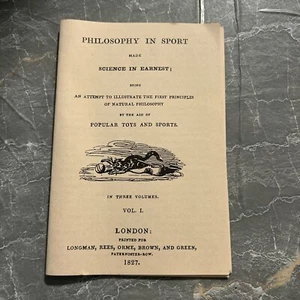 PHILOSOPHY IN SPORT
MADE
SCIENCE IN EARNEST;
BEING
AN ATTEMPT TO ILLUSTRATE THE FIRST PRINCIPLES
OF NATURAL PHILOSOPHY
BY THE AID OF
POPULAR TOYS AND SPORTS.
IN THREE VOLUMES.
VOL. I.
LONDON:
PRINTED FOR
LONGMAN, REES, ORME, BROWN, AND GREEN,
PATERNOSTER-ROW.
1827.